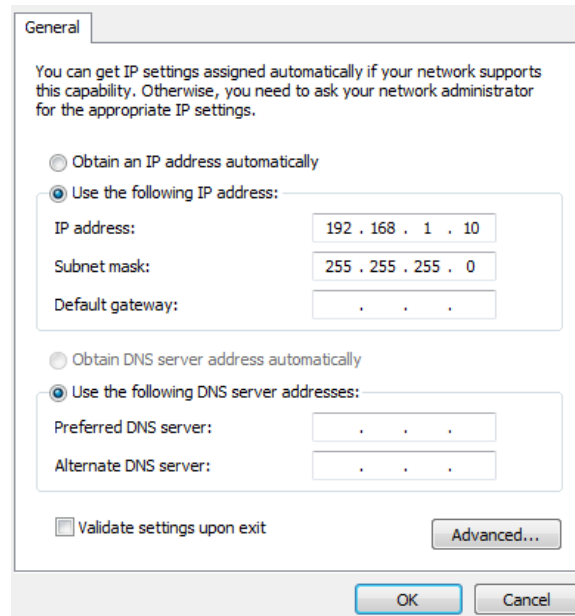 General
You can get IP settings assigned automatically if your network supports
this capability. Otherwise, you need to ask your network administrator
for the appropriate IP settings.
Obtain an IP address automatically
Use the following IP address:
IP address: 192 . 168 . 1 . 10
Subnet mask: 255 . 255 . 255 . 0
Default gateway: . . .
Obtain DNS server address automatically
Use the following DNS server addresses:
Preferred DNS server: . . .
Alternate DNS server: . . .
Validate settings upon exit
Advanced...
OK Cancel